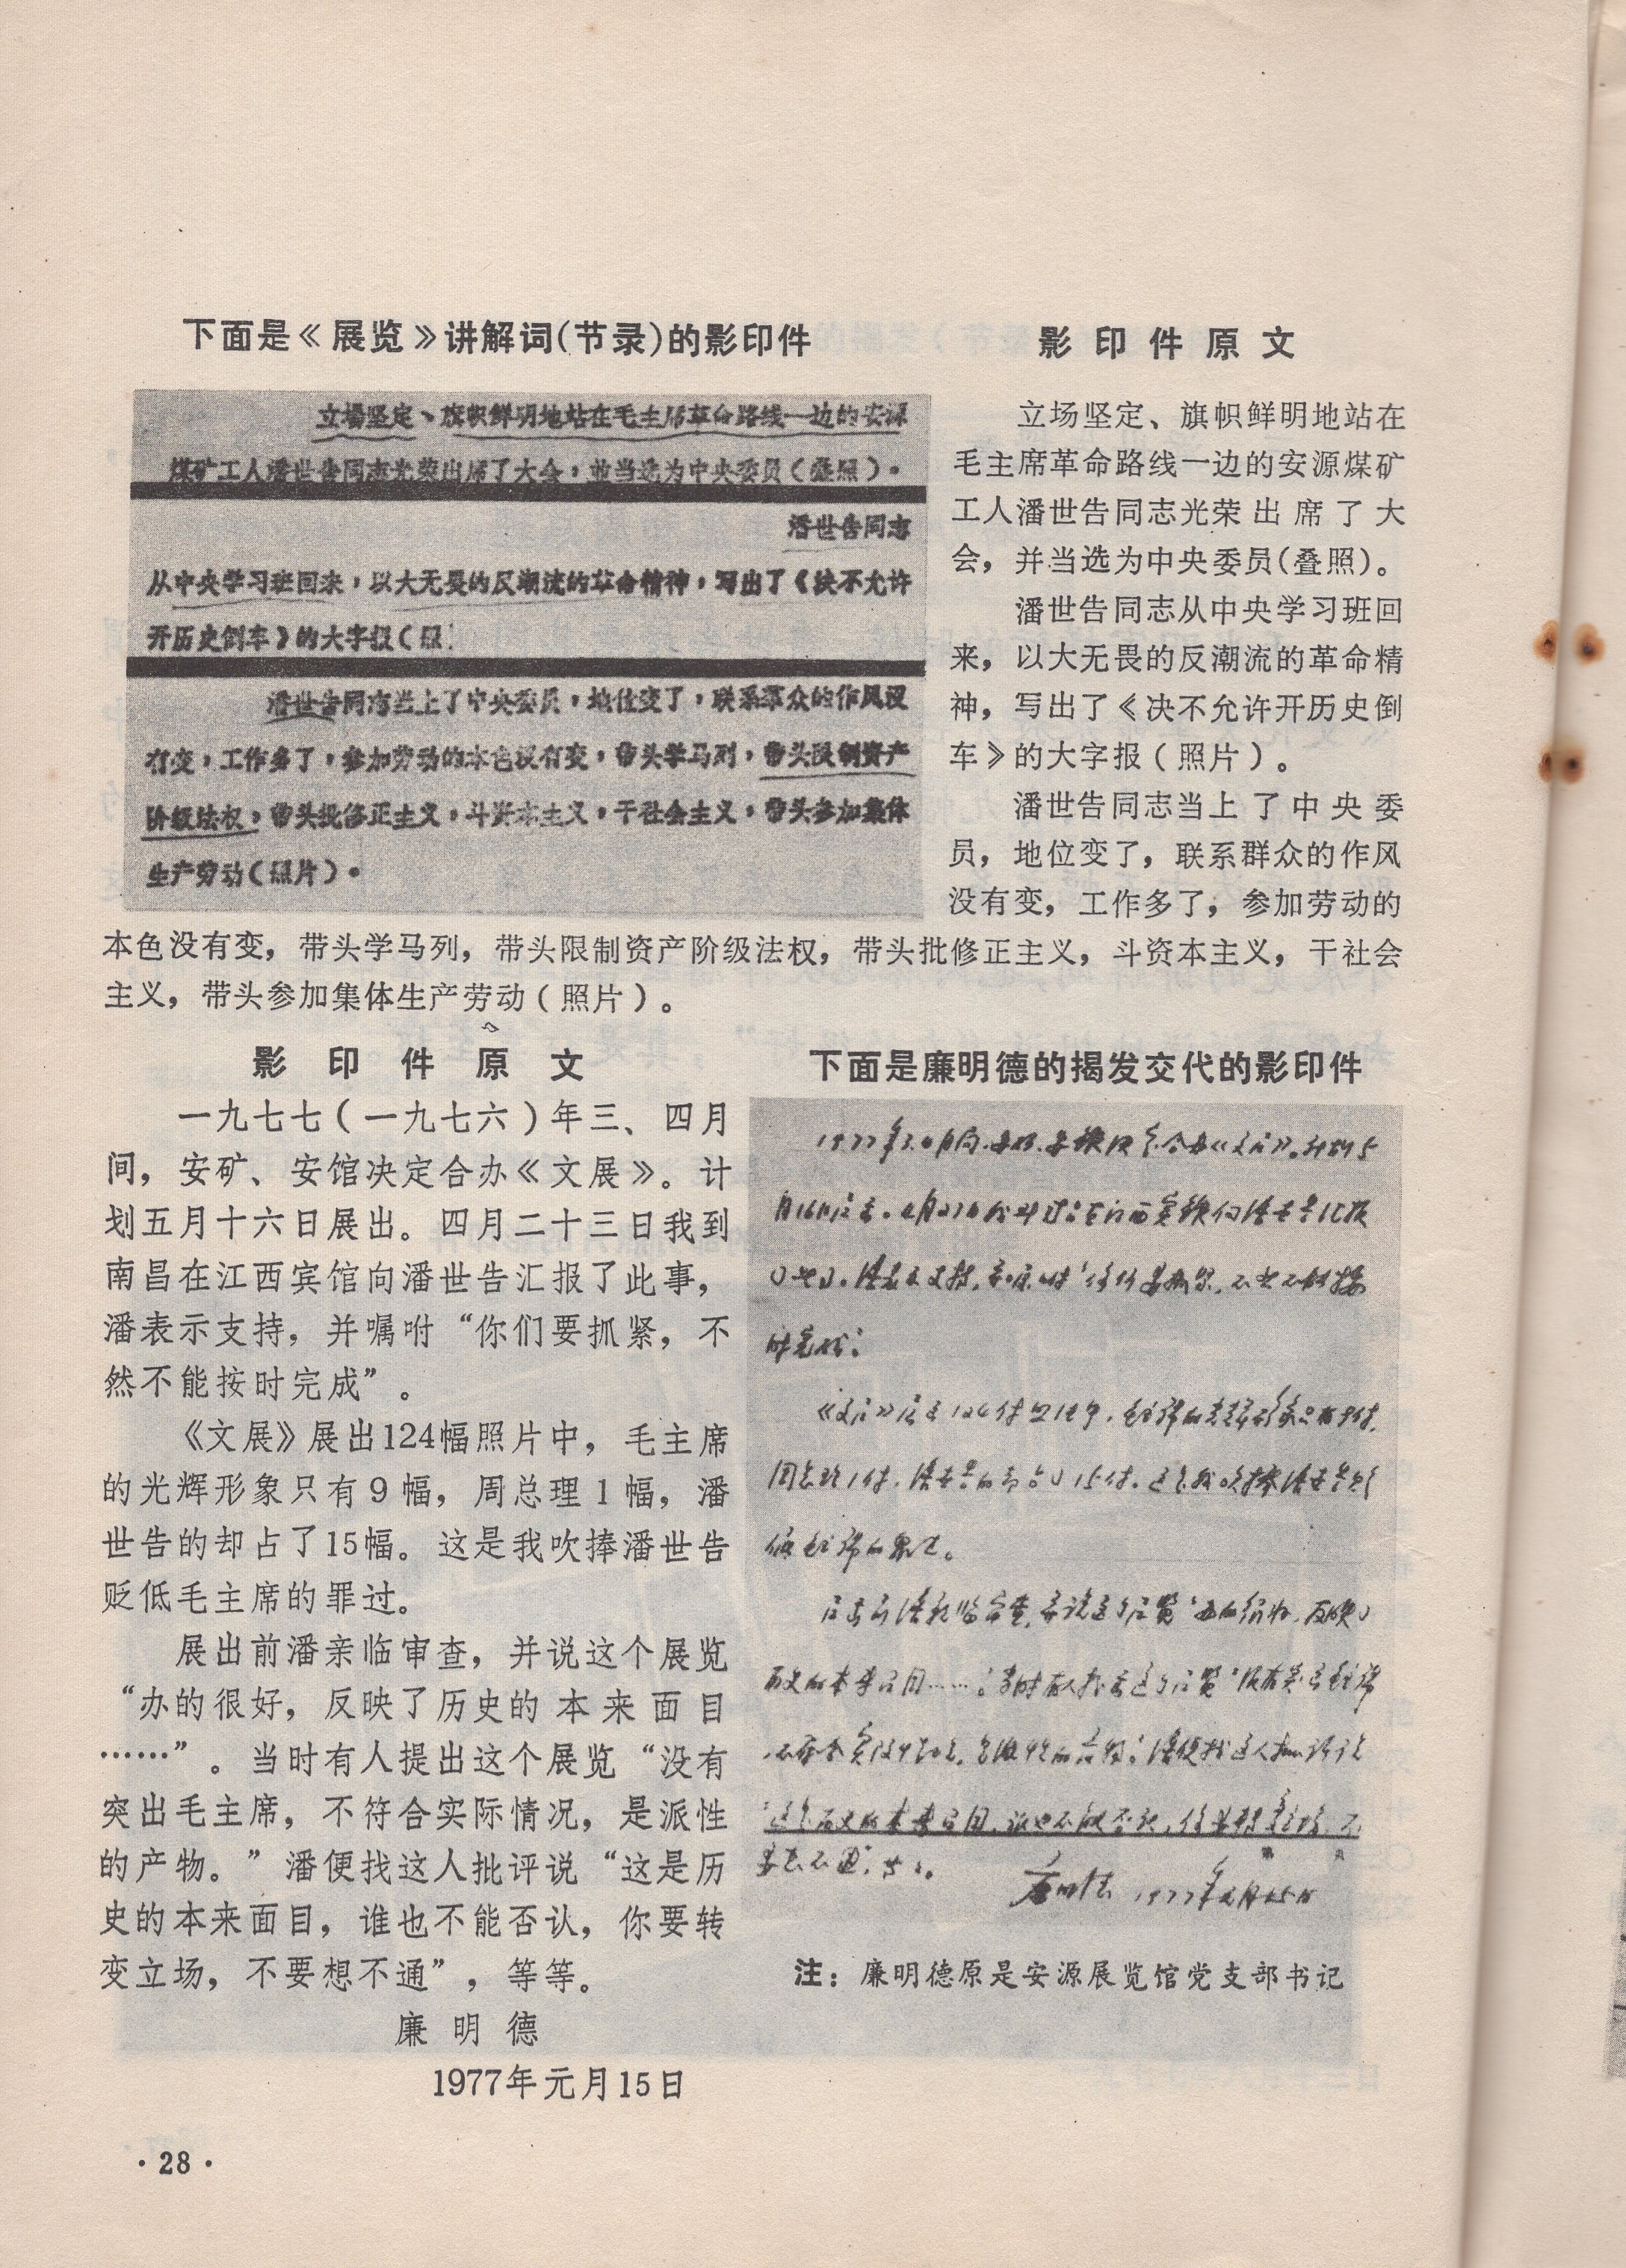 下面是《展览》讲解词(节录)的影印件
立場坚定、旗帜鲜明地站在毛主席革命路线一边的安源
煤矿工人潘世告同志光荣出席了大会，并当选为中央委员(叠照)。
潘世告同志
从中央学习班回来，以大无畏的反潮流的革命精神，写出了《决不允许
开历史倒车》的大字报(照
潘世告同志当上了中央委员，地位变了，联系群众的作风没
有变，工作多了，参加劳动的本色没有变，带头学马列，带头限制资产
阶级法权，带头批修正主义，斗资本主义，干社会主义，带头参加集体
生产劳动(照片)。
影印件原文
立场坚定、旗帜鲜明地站在
毛主席革命路线一边的安源煤矿
工人潘世告同志光荣出席了大
会，并当选为中央委员(叠照)。
潘世告同志从中央学习班回
来，以大无畏的反潮流的革命精
神，写出了《决不允许开历史倒
车》的大字报(照片)。
潘世告同志当上了中央委
员，地位变了，联系群众的作风
没有变，工作多了，参加劳动的
本色没有变，带头学马列，带头限制资产阶级法权，带头批修正主义，斗资本主义，干社会
主义，带头参加集体生产劳动(照片)。
影印件原文
一九七七(一九七六)年三、四月
间，安矿、安馆决定合办《文展》。计
划五月十六日展出。四月二十三日我到
南昌在江西宾馆向潘世告汇报了此事，
潘表示支持，并嘱咐“你们要抓紧，不
然不能按时完成”。
《文展》展出124幅照片中，毛主席
的光辉形象只有9幅，周总理1幅，潘
世告的却占了15幅。这是我吹捧潘世告
贬低毛主席的罪过。
展出前潘亲临审查，并说这个展览
“办的很好，反映了历史的本来面目
……”。当时有人提出这个展览“没有
突出毛主席，不符合实际情况，是派性
的产物。”潘便找这人批评说“这是历
史的本来面目，谁也不能否认，你要转
变立场，不要想不通”，等等。
廉明德
1977年元月15日
下面是廉明德的揭发交代的影印件
注：廉明德原是安源展览馆党支部书记
·28·